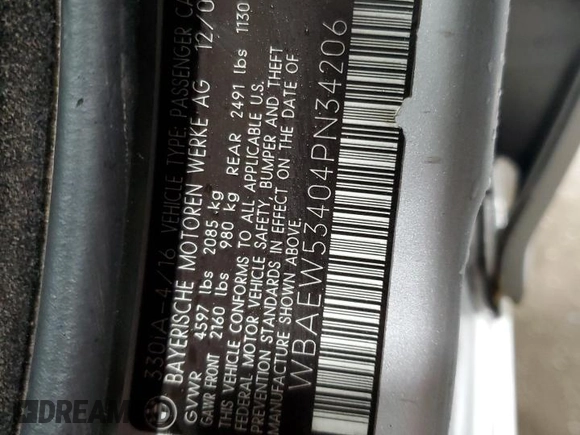 330iA-4/16 VEHICLE TYPE: PASSENGER CA
BAYERISCHE MOTOREN WERKE AG 12/0
GVWR 4597 lbs 2085 kg
GAWR FRONT 2160 lbs 980 kg REAR 2491 lbs 1130
THIS VEHICLE CONFORMS TO ALL APPLICABLE U.S.
FEDERAL MOTOR VEHICLE SAFETY, BUMPER AND THEFT
PREVENTION STANDARDS IN EFFECT ON THE DATE OF
MANUFACTURE SHOWN ABOVE.
WBAEW53404PN34206
DREAM